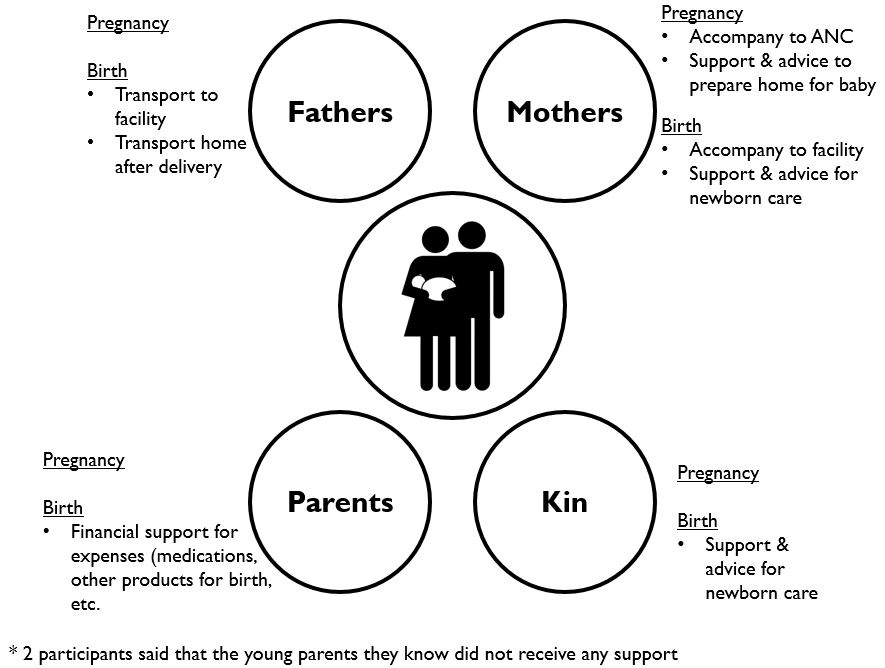 Pregnancy
Birth
• Transport to
facility
• Transport home
after delivery
Fathers
Mothers
Pregnancy
• Accompany to ANC
• Support & advice to
prepare home for baby
Birth
• Accompany to facility
• Support & advice for
newborn care
Pregnancy
Birth
• Financial support for
expenses (medications,
other products for birth,
etc.
Parents
Kin
Pregnancy
Birth
• Support &
advice for
newborn care
* 2 participants said that the young parents they know did not receive any support